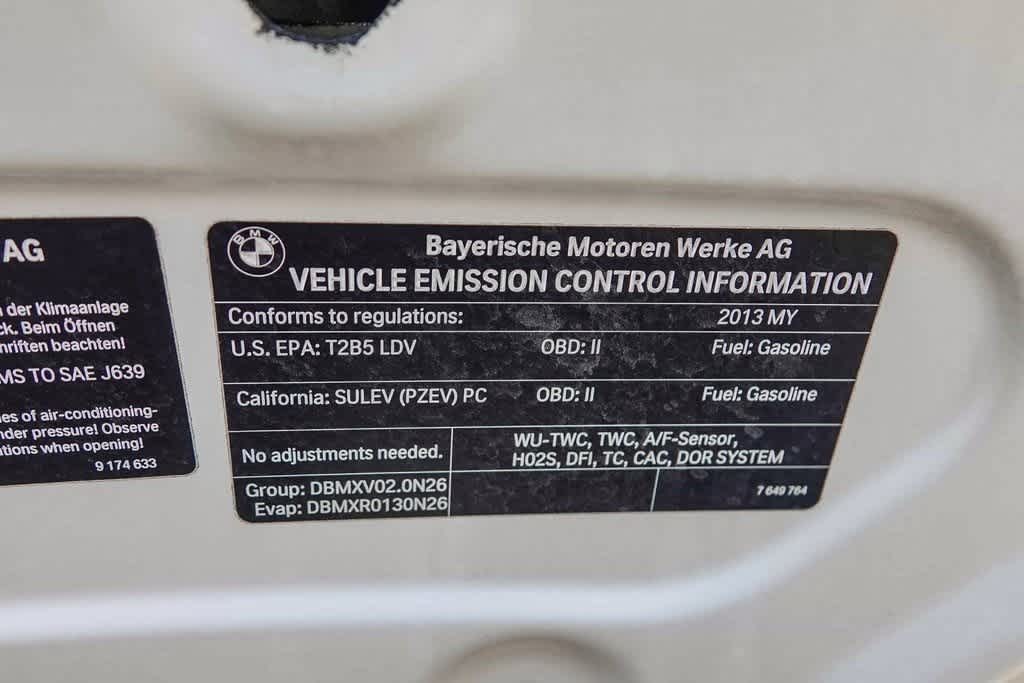 AG
der Klimaanlage
ck. Beim Öffnen
hriften beachten!
MS TO SAE J639
es of air-conditioning-
nder pressure! Observe
tions when opening!
9 174 633
BMW
Bayerische Motoren Werke AG
VEHICLE EMISSION CONTROL INFORMATION
Conforms to regulations: 2013 MY
U.S. EPA: T2B5 LDV OBD: II Fuel: Gasoline
California: SULEV (PZEV) PC OBD: II Fuel: Gasoline
No adjustments needed.
WU-TWC, TWC, A/F-Sensor,
HO2S, DFI, TC, CAC, DOR SYSTEM
Group: DBMXV02.0N26
Evap: DBMXR0130N26
7 649 764